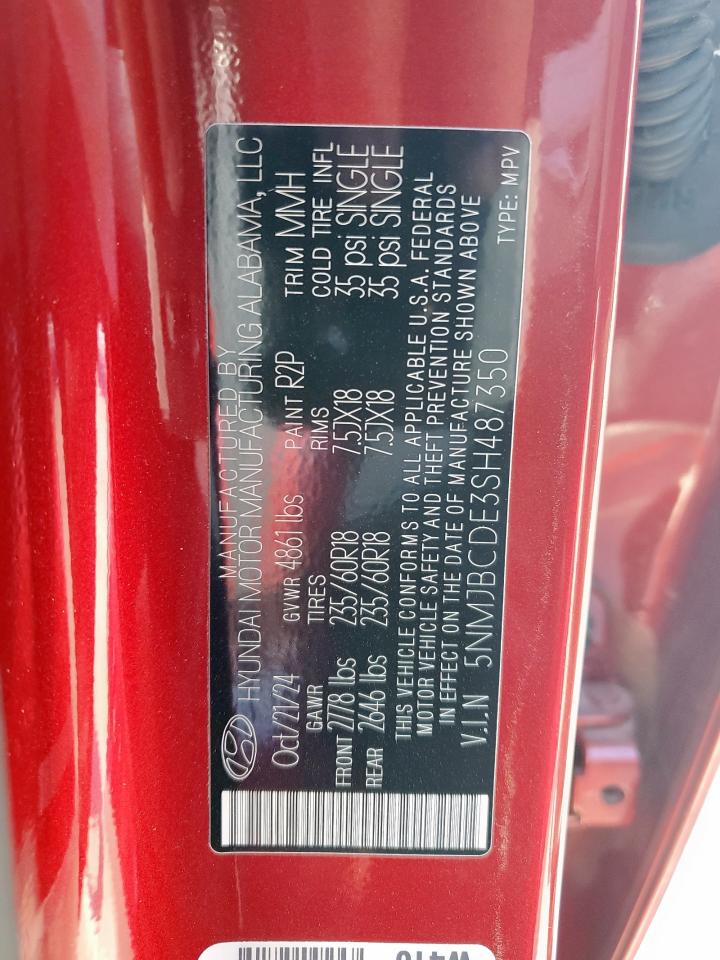 MANUFACTURED BY
HYUNDAI MOTOR MANUFACTURING ALABAMA, LLC
Oct/21/24 GVWR 4861 lbs PAINT R2P TRIM MMH
GAWR TIRES RIMS COLD TIRE INFL
FRONT 2778 lbs 235/60R18 7.5JX18 35 psi SINGLE
REAR 2646 lbs 235/60R18 7.5JX18 35 psi SINGLE
THIS VEHICLE CONFORMS TO ALL APPLICABLE U.S.A. FEDERAL
MOTOR VEHICLE SAFETY AND THEFT PREVENTION STANDARDS
IN EFFECT ON THE DATE OF MANUFACTURE SHOWN ABOVE
V.I.N 5NMJBCDE3SH487350
TYPE: MPV